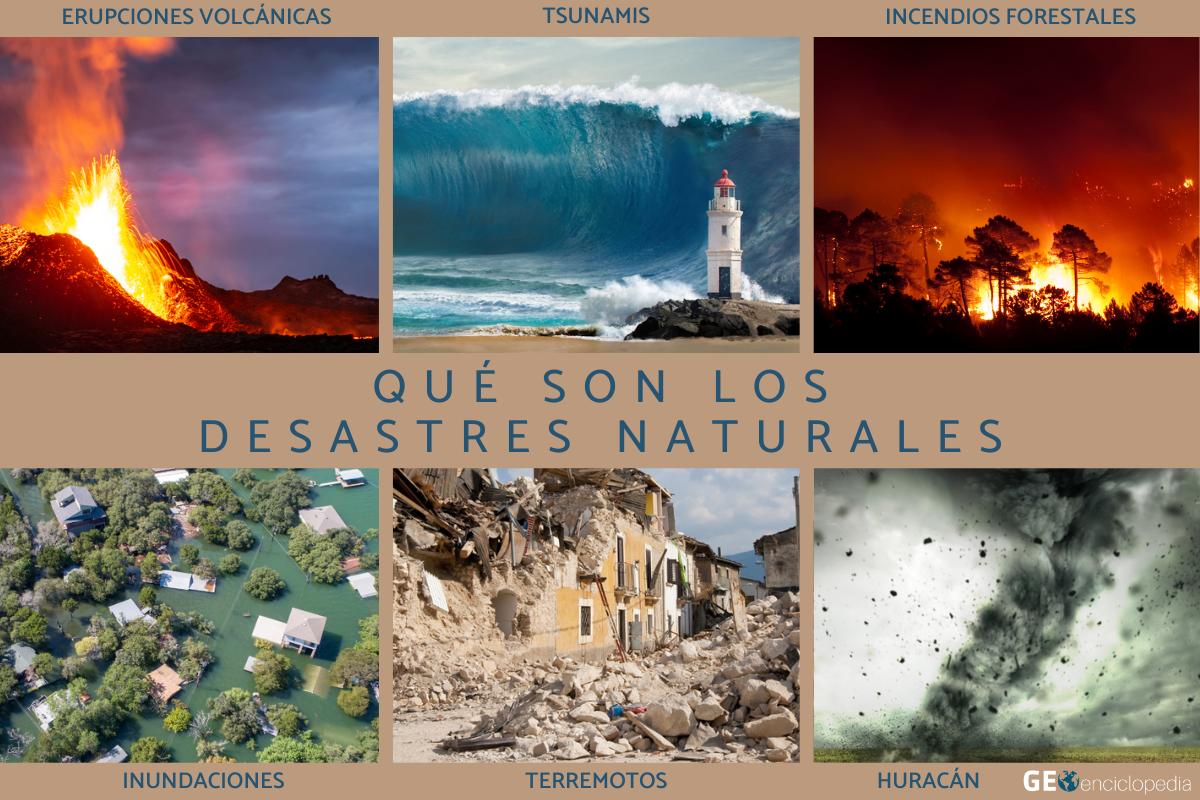 ERUPCIONES VOLCÁNICAS
TSUNAMIS
INCENDIOS FORESTALES
QUÉ SON LOS
DESASTRES NATURALES
INUNDACIONES
TERREMOTOS
HURACÁN
GEOenciclopedia